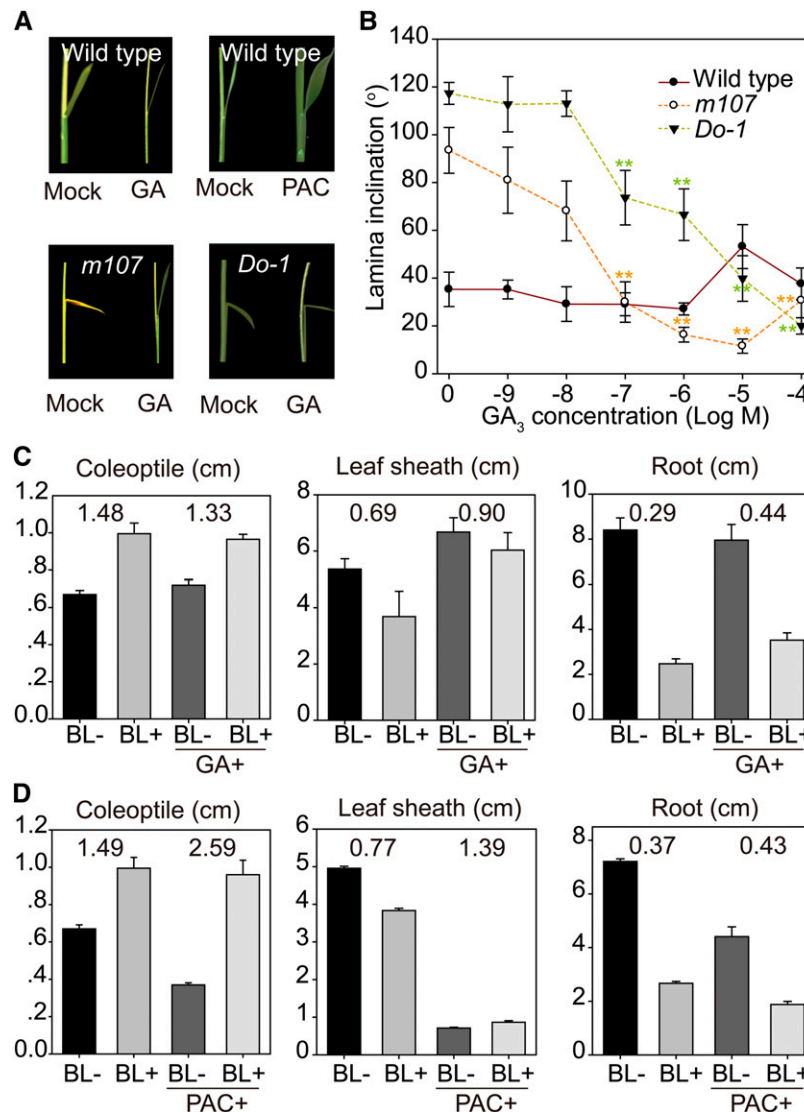 A
Wild type
Wild type
Mock GA
Mock PAC
m107
Do-1
Mock GA
Mock GA
B
140
120
100
80
60
40
20
0
Lamina inclination (°)
Wild type
m107
Do-1
**
**
**
**
**
**
**
**
0 -9 -8 -7 -6 -5 -4
GA3 concentration (Log M)
C
Coleoptile (cm)
1.2
1.0
.8
.6
.4
.2
0.0
1.48 1.33
BL- BL+ BL- BL+
GA+
Leaf sheath (cm)
8
6
4
2
0
0.69 0.90
BL- BL+ BL- BL+
GA+
Root (cm)
10
8
6
4
2
0
0.29 0.44
BL- BL+ BL- BL+
GA+
D
Coleoptile (cm)
1.2
1.0
.8
.6
.4
.2
0.0
1.49 2.59
BL- BL+ BL- BL+
PAC+
Leaf sheath (cm)
5
4
3
2
1
0
0.77 1.39
BL- BL+ BL- BL+
PAC+
Root (cm)
8
6
4
2
0
0.37 0.43
BL- BL+ BL- BL+
PAC+